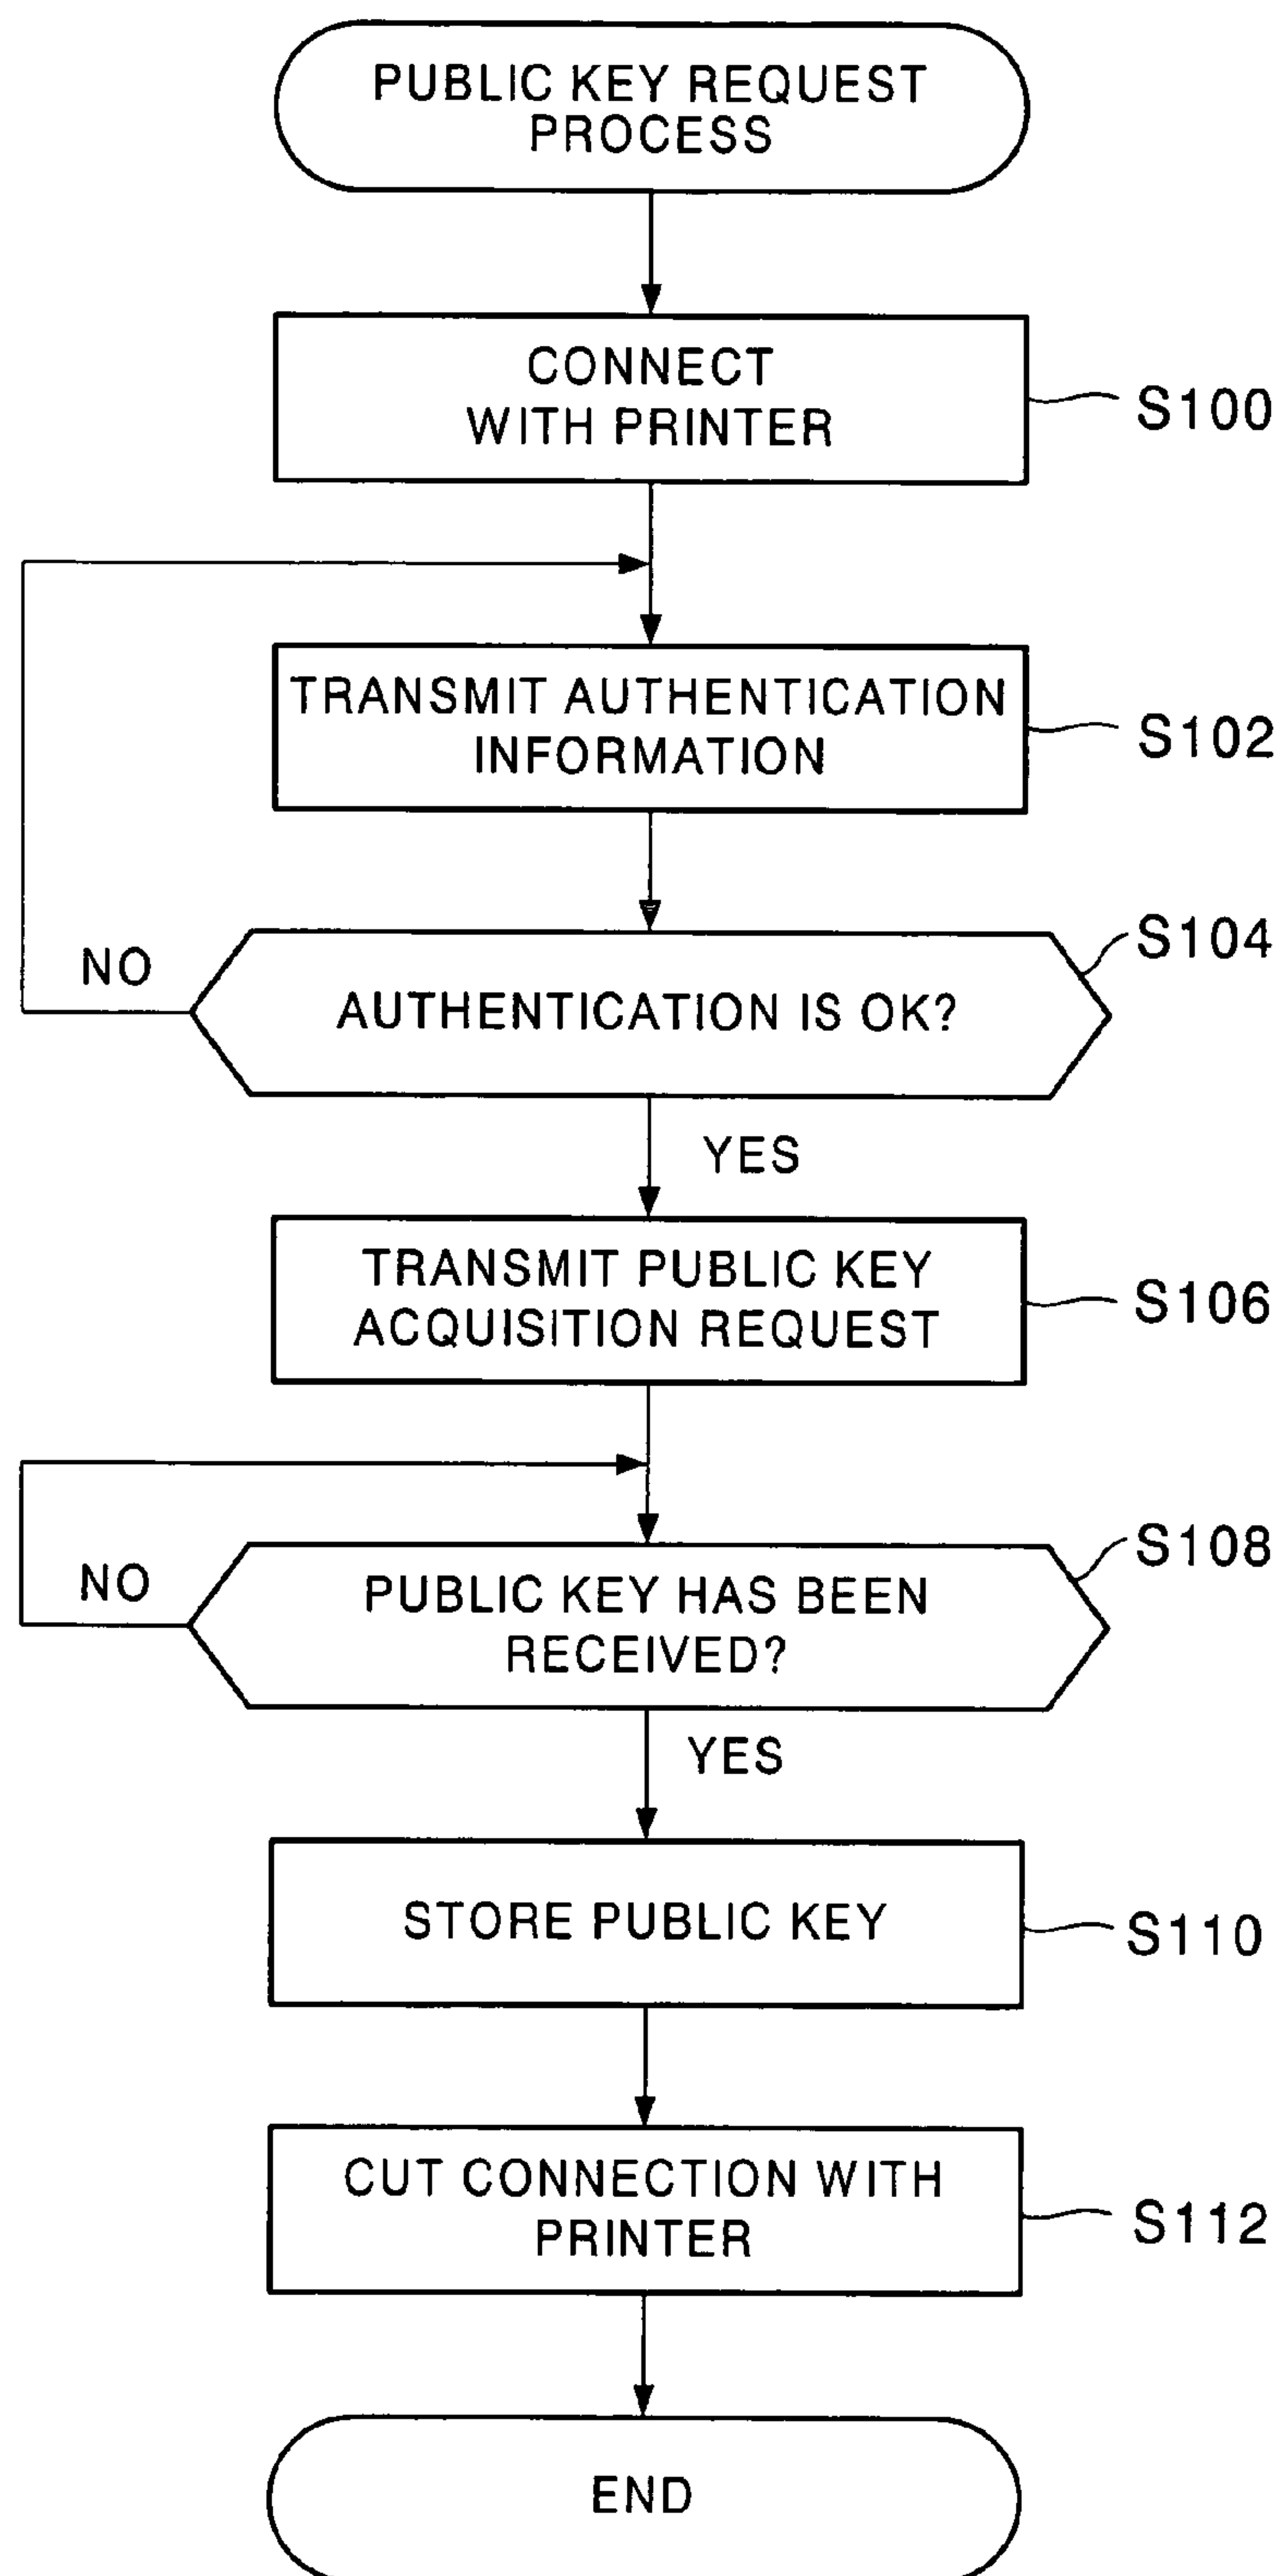 PUBLIC KEY REQUEST
PROCESS
CONNECT
WITH PRINTER
S100
TRANSMIT AUTHENTICATION
INFORMATION
S102
S104
NO
AUTHENTICATION IS OK?
YES
TRANSMIT PUBLIC KEY
ACQUISITION REQUEST
S106
S108
NO
PUBLIC KEY HAS BEEN
RECEIVED?
YES
STORE PUBLIC KEY
S110
CUT CONNECTION WITH
PRINTER
S112
END